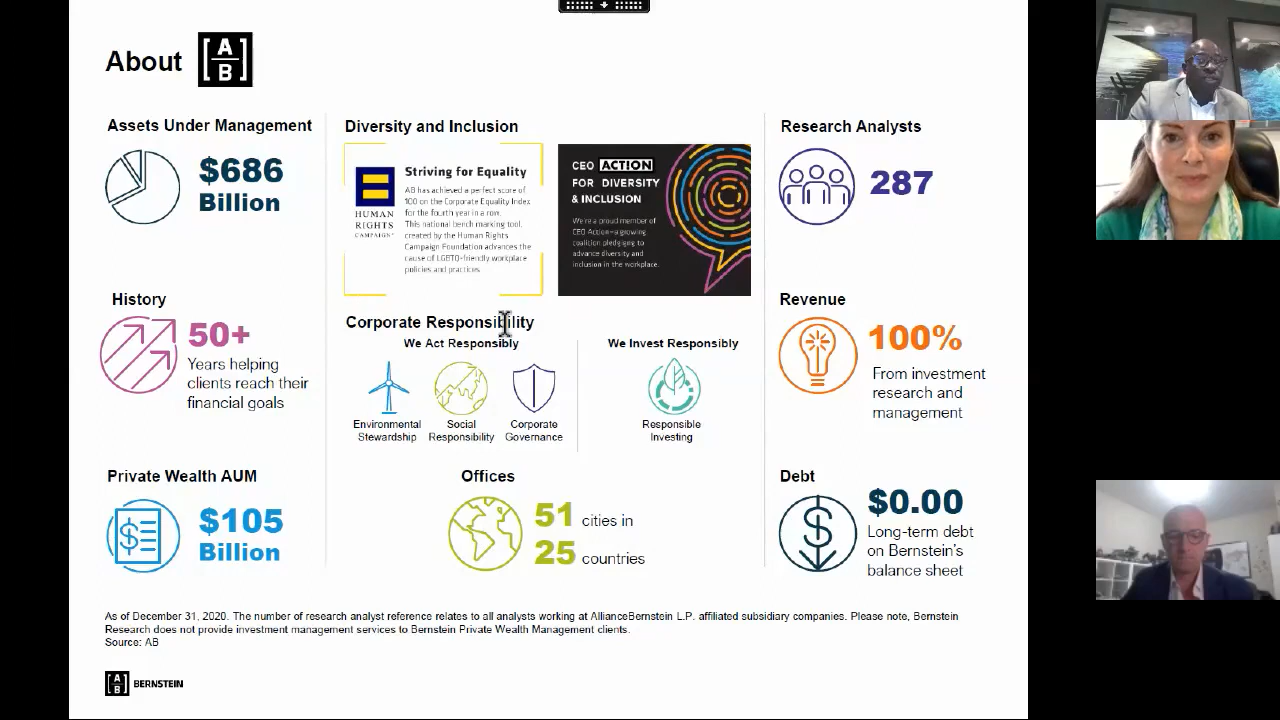 About
[A/B]
Assets Under Management
$686
Billion
History
50+
Years helping
clients reach their
financial goals
Private Wealth AUM
$105
Billion
Diversity and Inclusion
HUMAN
RIGHTS
CAMPAIGN
Striving for Equality
AB has achieved a perfect score of
100 on the Corporate Equality Index
for the fourth year in a row.
This national bench marking tool,
created by the Human Rights
Campaign Foundation advances the
cause of LGBTQ-friendly workplace
policies and practices
CEO ACTION
FOR DIVERSITY
& INCLUSION
We're a proud member of
CEO Action—a growing
coalition pledging to
advance diversity and
inclusion in the workplace.
Corporate Responsibility
We Act Responsibly
Environmental
Stewardship
Social
Responsibility
Corporate
Governance
We Invest Responsibly
Responsible
Investing
Offices
51 cities in
25 countries
Research Analysts
287
Revenue
100%
From investment
research and
management
Debt
$0.00
Long-term debt
on Bernstein's
balance sheet
As of December 31, 2020. The number of research analyst reference relates to all analysts working at AllianceBernstein L.P. affiliated subsidiary companies. Please note, Bernstein
Research does not provide investment management services to Bernstein Private Wealth Management clients.
Source: AB
[A/B] BERNSTEIN